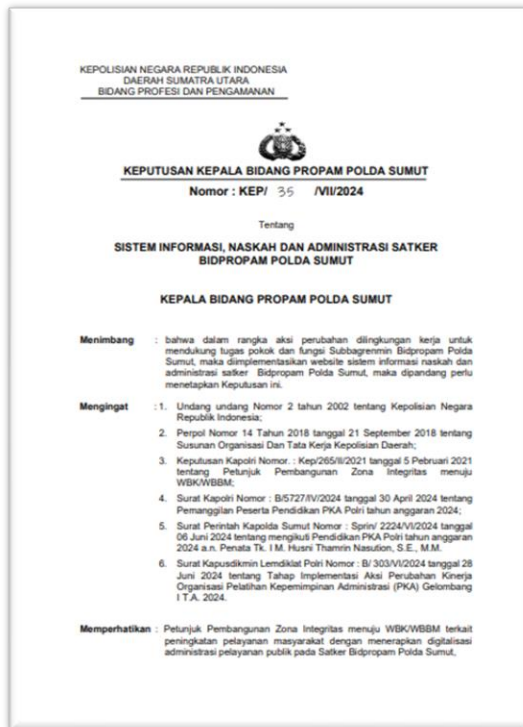 KEPOLISIAN NEGARA REPUBLIK INDONESIA
DAERAH SUMATRA UTARA
BIDANG PROFESI DAN PENGAMANAN
KEPUTUSAN KEPALA BIDANG PROPAM POLDA SUMUT
Nomor : KEP/ 35 /VII/2024
Tentang
SISTEM INFORMASI, NASKAH DAN ADMINISTRASI SATKER
BIDPROPAM POLDA SUMUT
KEPALA BIDANG PROPAM POLDA SUMUT
Menimbang : bahwa dalam rangka aksi perubahan dilingkungan kerja untuk
mendukung tugas pokok dan fungsi Subbagrenmin Bidpropam Polda
Sumut, maka diimplementasikan website sistem informasi naskah dan
administrasi satker Bidpropam Polda Sumut, maka dipandang perlu
menetapkan Keputusan ini.
Mengingat : 1. Undang undang Nomor 2 tahun 2002 tentang Kepolisian Negara
Republik Indonesia;
2. Perpol Nomor 14 Tahun 2018 tanggal 21 September 2018 tentang
Susunan Organisasi Dan Tata Kerja Kepolisian Daerah;
3. Keputusan Kapolri Nomor. : Kep/265/II/2021 tanggal 5 Pebruari 2021
tentang Petunjuk Pembangunan Zona Integritas menuju
WBK/WBBM;
4. Surat Kapolri Nomor : B/5727/IV/2024 tanggal 30 April 2024 tentang
Pemanggilan Peserta Pendidikan PKA Polri tahun anggaran 2024;
5. Surat Perintah Kapolda Sumut Nomor : Sprin/ 2224/VI/2024 tanggal
06 Juni 2024 tentang mengikuti Pendidikan PKA Polri tahun anggaran
2024 a.n. Penata Tk. I M. Husni Thamrin Nasution, S.E., M.M.
6. Surat Kapusdikmin Lemdiklat Polri Nomor : B/ 303/VI/2024 tanggal 28
Juni 2024 tentang Tahap Implementasi Aksi Perubahan Kinerja
Organisasi Pelatihan Kepemimpinan Administrasi (PKA) Gelombang
I T.A. 2024.
Memperhatikan : Petunjuk Pembangunan Zona Integritas menuju WBK/WBBM terkait
peningkatan pelayanan masyarakat dengan menerapkan digitalisasi
administrasi pelayanan publik pada Satker Bidpropam Polda Sumut,